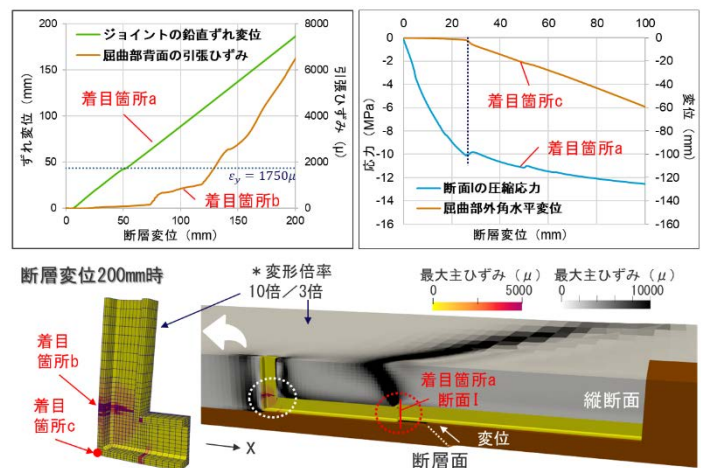 200
150
100
50
0
ずれ変位（mm）
8000
6000
4000
2000
0
引張ひずみ（μ）
ジョイントの鉛直ずれ変位
屈曲部背面の引張ひずみ
着目箇所a
εy = 1750μ
着目箇所b
0 50 100 150 200
断層変位（mm）
0 20 40 60 80 100
0
-2
-4
-6
-8
-10
-12
-14
-16
応力（MPa）
0
-20
-40
-60
-80
-100
-120
-140
-160
変位（mm）
着目箇所c
着目箇所a
断面Iの圧縮応力
屈曲部外角水平変位
断層変位（mm）
断層変位200mm時
＊変形倍率
10倍／3倍
最大主ひずみ（μ）
0 5000
最大主ひずみ（μ）
0 10000
着目
箇所b
着目
箇所c
X
着目箇所a
断面I
縦断面
変位
断層面